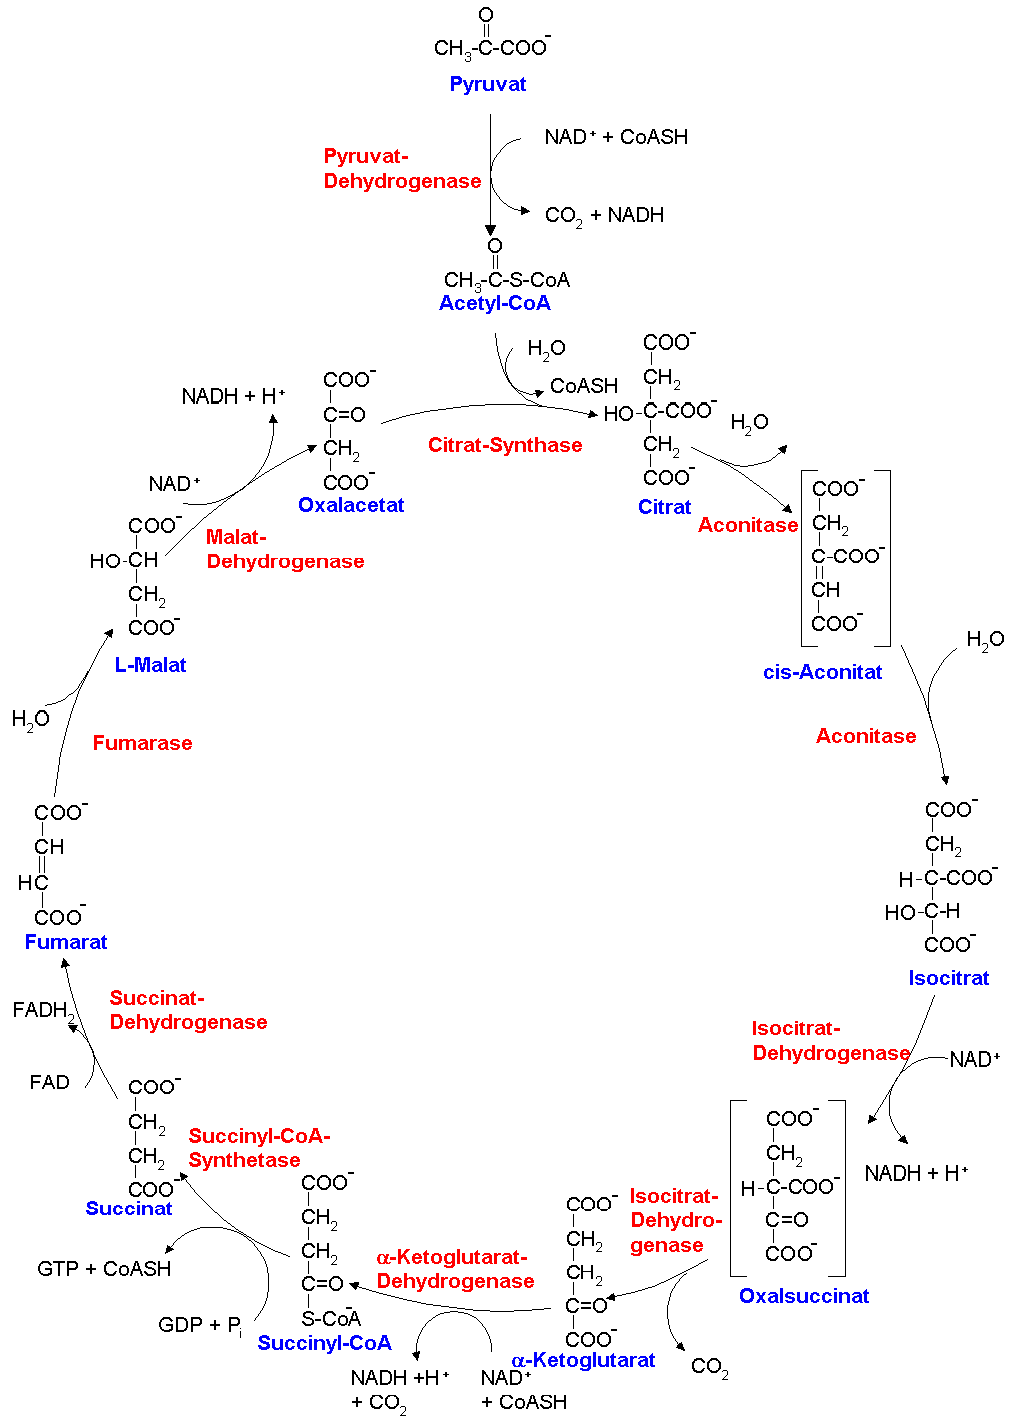 O
CH₃-C-COO⁻
Pyruvat
NAD⁺ + CoASH
Pyruvat-
Dehydrogenase
CO₂ + NADH
O
CH₃-C-S-CoA
Acetyl-CoA
H₂O
CoASH
Citrat-Synthase
COO⁻
CH₂
HO-C-COO⁻
CH₂
COO⁻
Citrat
H₂O
Aconitase
COO⁻
CH₂
C-COO⁻
CH
COO⁻
cis-Aconitat
H₂O
Aconitase
COO⁻
CH₂
H-C-COO⁻
HO-C-H
COO⁻
Isocitrat
Isocitrat-
Dehydrogenase
NAD⁺
NADH + H⁺
COO⁻
CH₂
H-C-COO⁻
C=O
COO⁻
Oxalsuccinat
Isocitrat-
Dehydro-
genase
CO₂
COO⁻
CH₂
CH₂
C=O
COO⁻
α-Ketoglutarat
α-Ketoglutarat-
Dehydrogenase
NAD⁺
+ CoASH
NADH +H⁺
+ CO₂
COO⁻
CH₂
CH₂
C=O
S-CoA
Succinyl-CoA
Succinyl-CoA-
Synthetase
GDP + Pᵢ
GTP + CoASH
COO⁻
CH₂
CH₂
COO⁻
Succinat
Succinat-
Dehydrogenase
FAD
FADH₂
COO⁻
CH
HC
COO⁻
Fumarat
Fumarase
H₂O
COO⁻
HO-CH
CH₂
COO⁻
L-Malat
Malat-
Dehydrogenase
NAD⁺
NADH + H⁺
COO⁻
C=O
CH₂
COO⁻
Oxalacetat